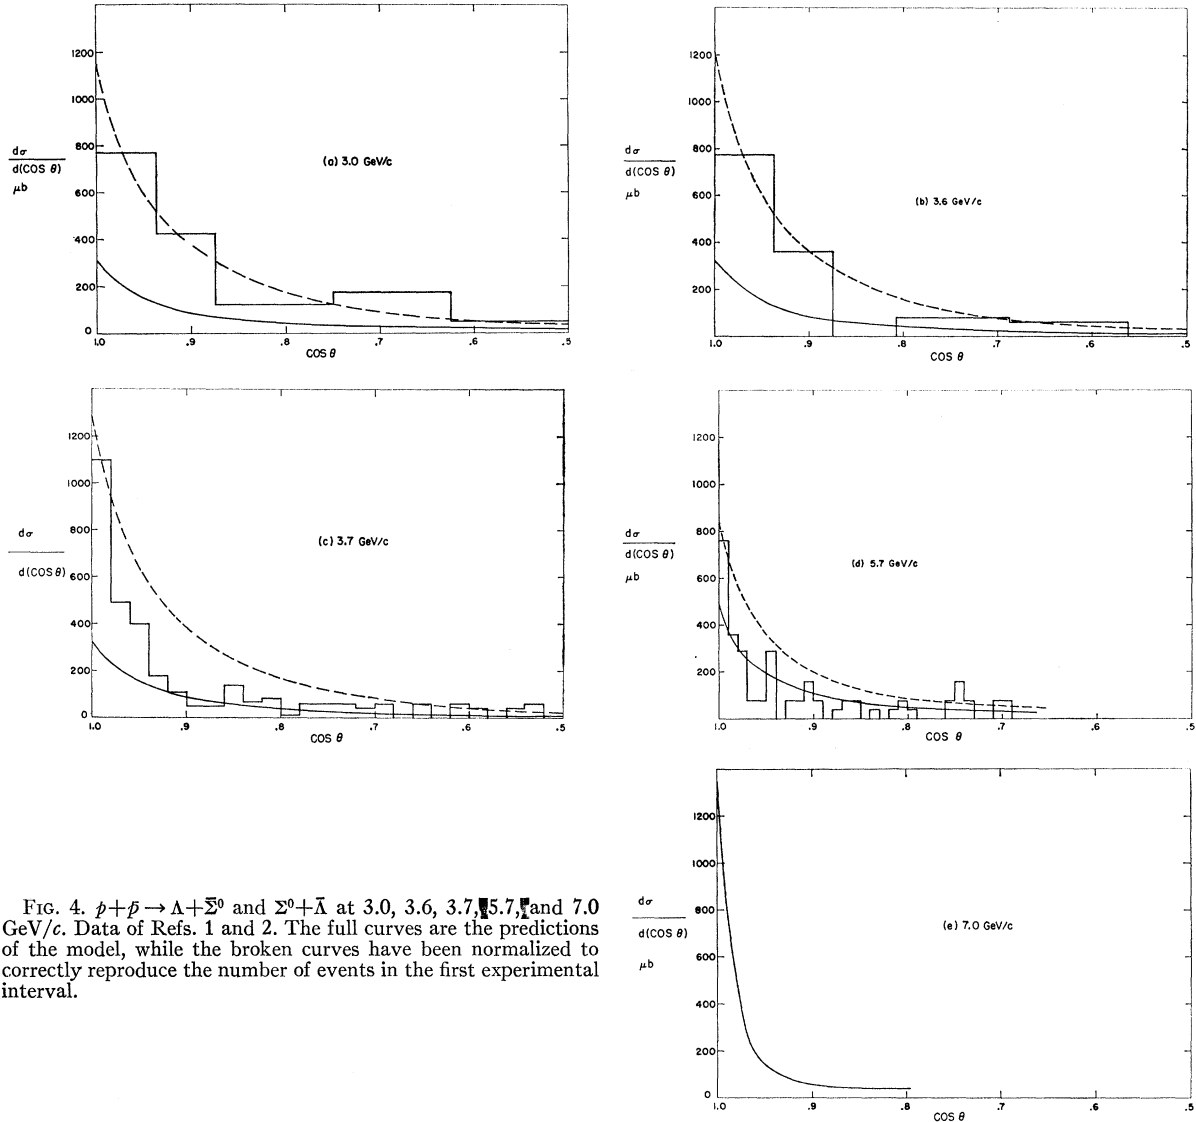 1200
1000
800
600
400
200
0
dσ
d(COS θ)
μb
(a) 3.0 GeV/c
1.0 .9 .8 .7 .6 .5
COS θ
1200
1000
800
600
400
200
dσ
d(COS θ)
μb
(b) 3.6 GeV/c
1.0 .9 .8 .7 .6 .5
COS θ
1200
1000
800
600
400
200
0
dσ
d(COS θ)
(c) 3.7 GeV/c
1.0 .9 .8 .7 .6 .5
COS θ
1200
1000
800
600
400
200
dσ
d(COS θ)
μb
(d) 5.7 GeV/c
1.0 .9 .8 .7 .6 .5
COS θ
1200
1000
800
600
400
200
0
dσ
d(COS θ)
μb
(e) 7.0 GeV/c
1.0 .9 .8 .7 .6 .5
COS θ
FIG. 4. p+p̄ → Λ+Σ̄⁰ and Σ⁰+Λ̄ at 3.0, 3.6, 3.7, 5.7, and 7.0
GeV/c. Data of Refs. 1 and 2. The full curves are the predictions
of the model, while the broken curves have been normalized to
correctly reproduce the number of events in the first experimental
interval.